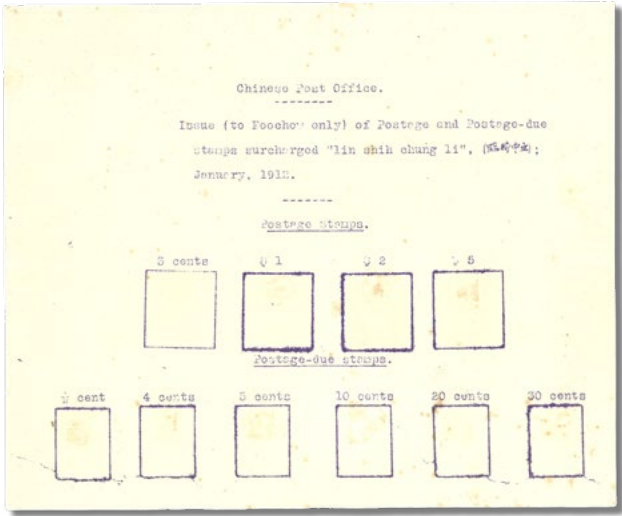 Chinese Post Office.
Issue (to Foochow only) of Postage and Postage-due
stamps surcharged "lin shih chung li", (臨時中立);
January, 1912.
Postage Stamps.
3 cents $ 1 $ 2 $ 5
Postage-due stamps.
½ cent 4 cents 5 cents 10 cents 20 cents 30 cents